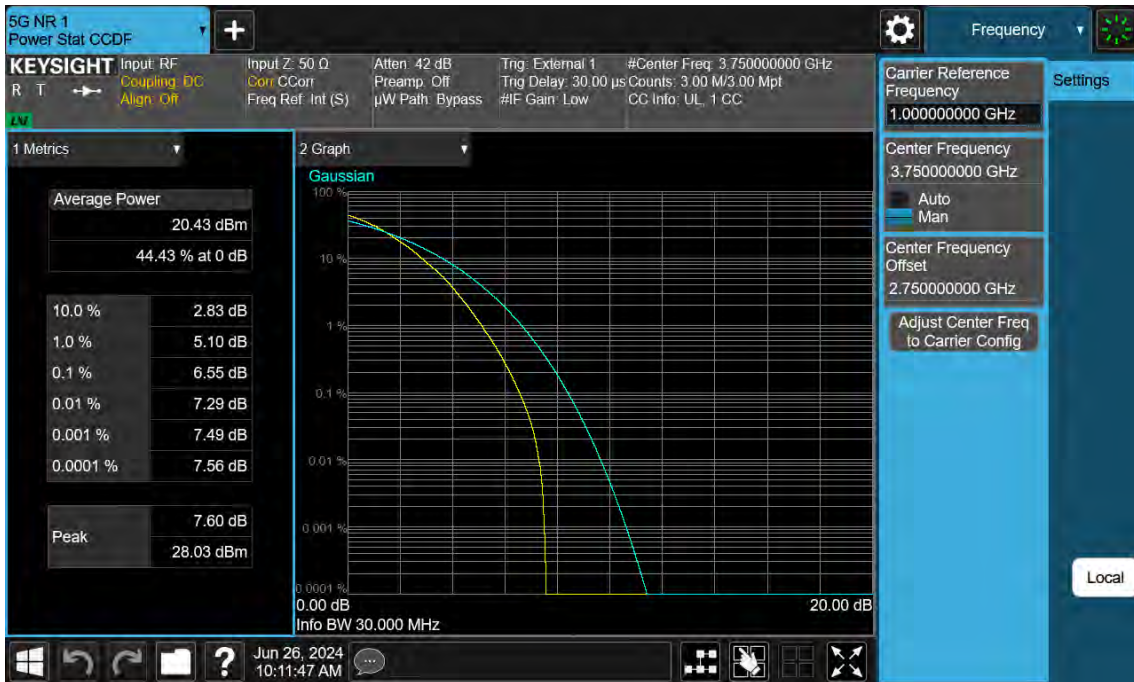 5G NR 1
Power Stat CCDF
Frequency
KEYSIGHT
R T
LNI
Input: RF
Coupling: DC
Align: Off
Input Z: 50 Ω
Corr CCorr
Freq Ref: Int (S)
Atten: 42 dB
Preamp: Off
µW Path: Bypass
Trig: External 1
Trig Delay: 30.00 µs
#IF Gain: Low
#Center Freq: 3.750000000 GHz
Counts: 3.00 M/3.00 Mpt
CC Info: UL, 1 CC
1 Metrics
Average Power
20.43 dBm
44.43 % at 0 dB
10.0 % 2.83 dB
1.0 % 5.10 dB
0.1 % 6.55 dB
0.01 % 7.29 dB
0.001 % 7.49 dB
0.0001 % 7.56 dB
Peak
7.60 dB
28.03 dBm
2 Graph
Gaussian
100 %
10 %
1 %
0.1 %
0.01 %
0.001 %
0.0001 %
0.00 dB 20.00 dB
Info BW 30.000 MHz
Carrier Reference
Frequency
1.000000000 GHz
Center Frequency
3.750000000 GHz
Auto
Man
Center Frequency
Offset
2.750000000 GHz
Adjust Center Freq
to Carrier Config
Settings
Local
?
Jun 26, 2024
10:11:47 AM